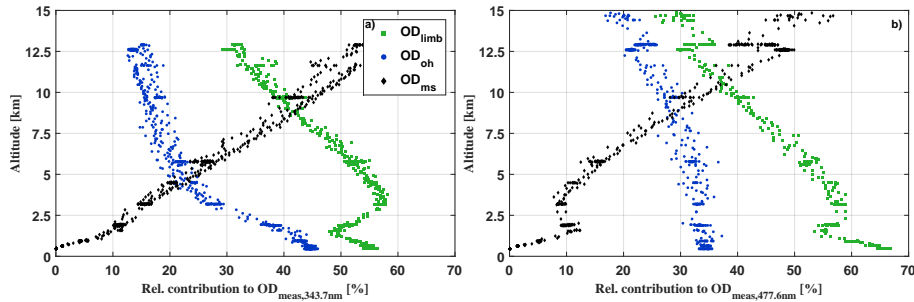 a)
OD_limb
OD_oh
OD_ms
15
12.5
10
7.5
5
2.5
0
Altitude [km]
0 10 20 30 40 50 60 70
Rel. contribution to OD_meas,343.7nm [%]
b)
15
12.5
10
7.5
5
2.5
0
Altitude [km]
0 10 20 30 40 50 60 70
Rel. contribution to OD_meas,477.6nm [%]